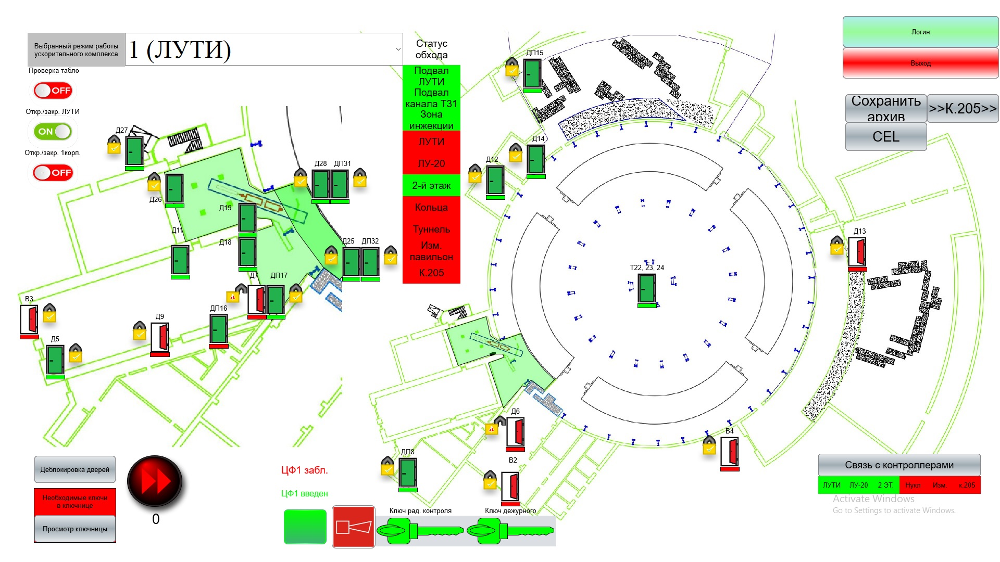 Выбранный режим работы
ускорительного комплекса
1 (ЛУТИ)
Проверка табло
OFF
Откр./закр. ЛУТИ
ON
Откр./закр. 1корп.
OFF
Статус
обхода
Подвал
ЛУТИ
Подвал
канала Т31
Зона
инжекции
ЛУТИ
ЛУ-20
2-й этаж
Кольца
Туннель
Изм.
павильон
К.205
Логин
Выход
Сохранить
архив
>>К.205>>
CEL
Д27
Д26
Д28
ДП31
Д19
Д11
Д18
Д25
ДП32
Д7
ДП17
В3
Д9
ДП16
Д5
ДП15
Д14
Д12
Д13
Т22, 23, 24
Д6
В4
ДП8
В2
Деблокировка дверей
Необходимые ключи
в ключнице
Просмотр ключницы
0
ЦФ1 забл.
ЦФ1 введен
Ключ рад. контроля
Ключ дежурного
Связь с контроллерами
ЛУТИ ЛУ-20 2 ЭТ. Нукл Изм. к.205
Activate Windows
Go to Settings to activate Windows.